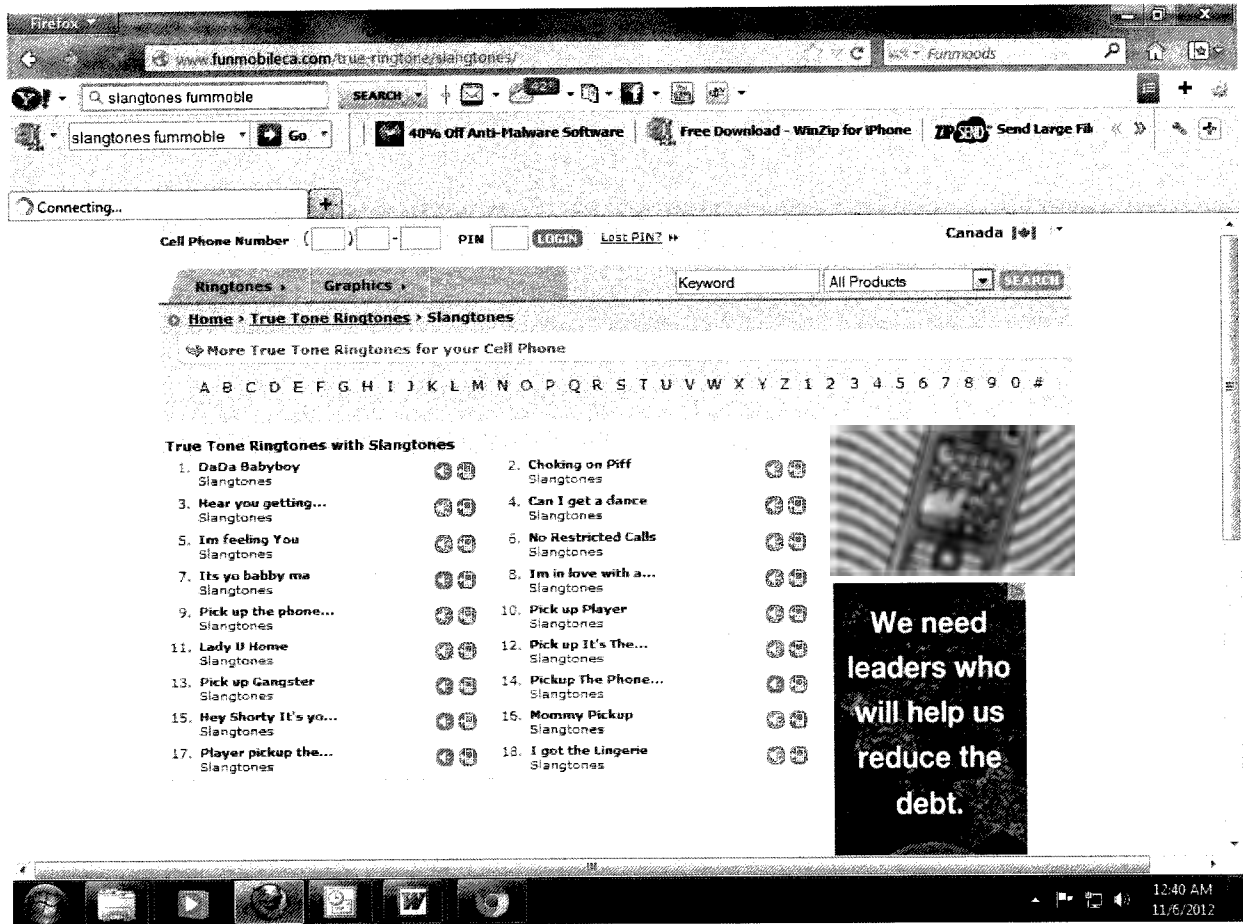 Firefox
www.funmobileca.com/true-ringtone/slangtones/
Funmoods
slangtones fummoble
SEARCH
slangtones fummoble
Go
40% Off Anti-Malware Software
Free Download - WinZip for iPhone
ZIPSEND Send Large Fil
Connecting...
Cell Phone Number ( ) - PIN LOGIN Lost PIN?
Canada
Ringtones
Graphics
Keyword
All Products
SEARCH
Home > True Tone Ringtones > Slangtones
More True Tone Ringtones for your Cell Phone
A B C D E F G H I J K L M N O P Q R S T U V W X Y Z 1 2 3 4 5 6 7 8 9 0 #
True Tone Ringtones with Slangtones
1. DaDa Babyboy
Slangtones
2. Choking on Piff
Slangtones
3. Hear you getting...
Slangtones
4. Can I get a dance
Slangtones
5. Im feeling You
Slangtones
6. No Restricted Calls
Slangtones
7. Its yo babby ma
Slangtones
8. Im in love with a...
Slangtones
9. Pick up the phone...
Slangtones
10. Pick up Player
Slangtones
11. Lady U Home
Slangtones
12. Pick up It's The...
Slangtones
13. Pick up Gangster
Slangtones
14. Pickup The Phone...
Slangtones
15. Hey Shorty It's yo...
Slangtones
16. Mommy Pickup
Slangtones
17. Player pickup the...
Slangtones
18. I got the Lingerie
Slangtones
We need
leaders who
will help us
reduce the
debt.
12:40 AM
11/6/2012